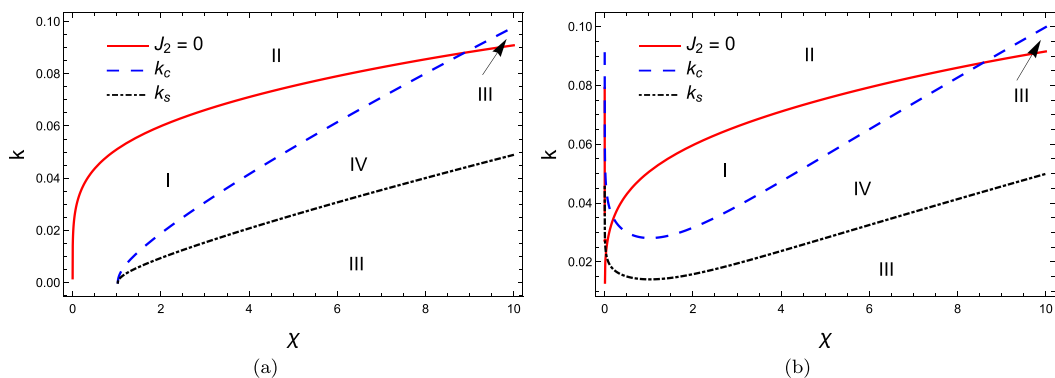 J2 = 0
kc
ks
II
III
I
IV
III
k
0.10
0.08
0.06
0.04
0.02
0.00
0 2 4 6 8 10
χ
(a)
J2 = 0
kc
ks
II
III
I
IV
III
k
0.10
0.08
0.06
0.04
0.02
0 2 4 6 8 10
χ
(b)